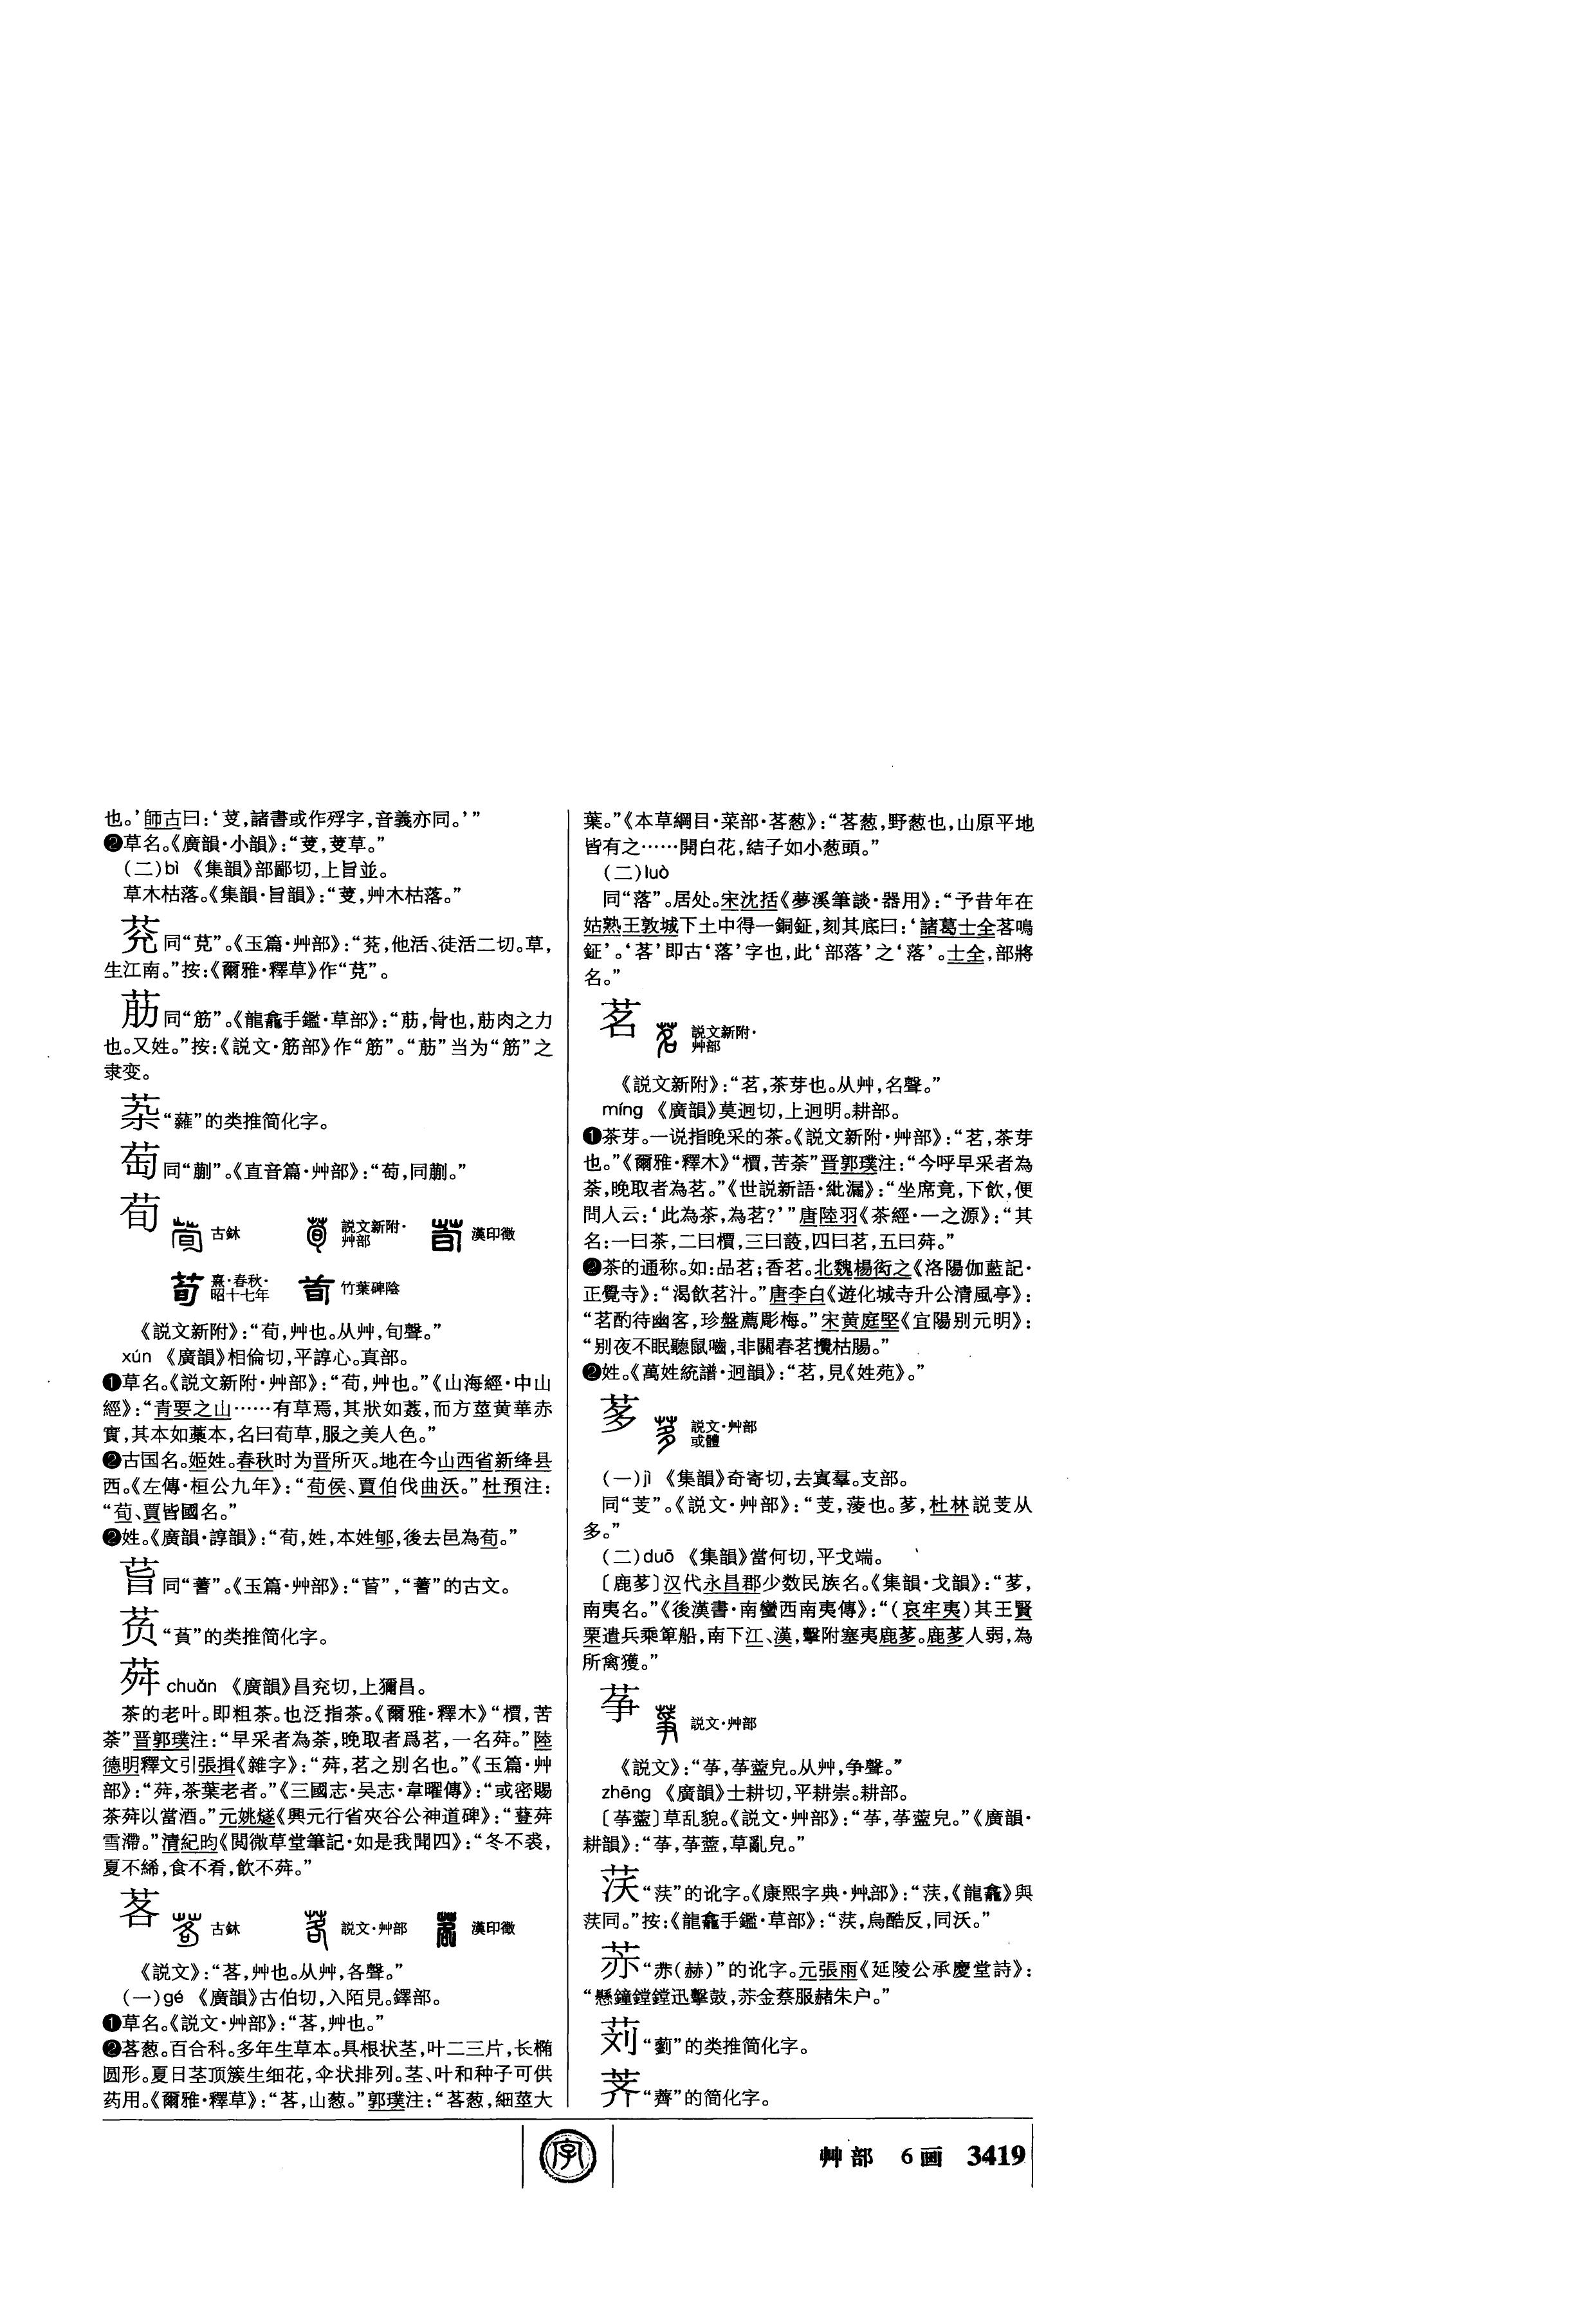 也。’師古曰：‘荽，諸書或作殍字，音義亦同。’”
❷草名。《廣韻·小韻》：“荽，荽草。”
(二)bì 《集韻》部鄙切，上旨並。
草木枯落。《集韻·旨韻》：“荽，艸木枯落。”
茺 同“莌”。《玉篇·艸部》：“茺，他活、徒活二切。草，
生江南。”按：《爾雅·釋草》作“莌”。
荕 同“筋”。《龍龕手鑑·草部》：“荕，骨也，荕肉之力
也。又姓。”按：《説文·筋部》作“筋”。“荕”当为“筋”之
隶变。
“蕥”的类推简化字。
同“蒯”。《直音篇·艸部》：“萄，同蒯。”
荀 古鉥 説文新附·艸部 漢印徵
熹·春秋·昭十七年 竹葉碑陰
《説文新附》：“荀，艸也。从艸，旬聲。”
xún 《廣韻》相倫切，平諄心。真部。
❶草名。《説文新附·艸部》：“荀，艸也。”《山海經·中山
經》：“青要之山……有草焉，其狀如葌，而方莖黄華赤
實，其本如藁本，名曰荀草，服之美人色。”
❷古国名。姬姓。春秋时为晋所灭。地在今山西省新绛县
西。《左傳·桓公九年》：“荀侯、賈伯伐曲沃。”杜預注：
“荀、賈皆國名。”
❷姓。《廣韻·諄韻》：“荀，姓，本姓郇，後去邑為荀。”
同“蓍”。《玉篇·艸部》：“”，“蓍”的古文。
“蒷”的类推简化字。
荈 chuǎn 《廣韻》昌兖切，上獮昌。
茶的老叶。即粗茶。也泛指茶。《爾雅·釋木》“檟，苦
荼”晋郭璞注：“早采者為荼，晚取者爲茗，一名荈。”陸
德明釋文引張揖《雜字》：“荈，茗之别名也。”《玉篇·艸
部》：“荈，茶葉老者。”《三國志·吴志·韋曜傳》：“或密賜
茶荈以當酒。”元姚燧《興元行省夾谷公神道碑》：“荈
雪滯。”清紀昀《閲微草堂筆記·如是我聞四》：“冬不裘，
夏不絺，食不肴，飲不荈。”
茖 古鉥 説文·艸部 漢印徵
《説文》：“茖，艸也。从艸，各聲。”
(一)gé 《廣韻》古伯切，入陌見。鐸部。
❶草名。《説文·艸部》：“茖，艸也。”
❷茖葱。百合科。多年生草本。具根状茎，叶二三片，长椭
圆形。夏日茎顶簇生细花，伞状排列。茎、叶和种子可供
药用。《爾雅·釋草》：“茖，山葱。”郭璞注：“茖葱，細莖大
葉。”《本草綱目·菜部·茖葱》：“茖葱，野葱也，山原平地
皆有之……開白花，結子如小葱頭。”
(二)luò
同“落”。居处。宋沈括《夢溪筆談·器用》：“予昔年在
姑熟王敦城下土中得一銅鉦，刻其底曰：‘諸葛士全茖鳴
鉦’。‘茖’即古‘落’字也，此‘部落’之‘落’。士全，部將
名。”
茗 説文新附·艸部
《説文新附》：“茗，茶芽也。从艸，名聲。”
míng 《廣韻》莫迥切，上迥明。耕部。
❶茶芽。一说指晚采的茶。《説文新附·艸部》：“茗，茶芽
也。”《爾雅·釋木》“檟，苦荼”晋郭璞注：“今呼早采者為
荼，晚取者為茗。”《世説新語·紕漏》：“坐席竟，下飲，便
問人云：‘此為茶，為茗？’”唐陸羽《茶經·一之源》：“其
名：一曰茶，二曰檟，三曰蔎，四曰茗，五曰荈。”
❷茶的通称。如：品茗；香茗。北魏楊衒之《洛陽伽藍記·
正覺寺》：“渴飲茗汁。”唐李白《遊化城寺升公清風亭》：
“茗酌待幽客，珍盤薦彫梅。”宋黄庭堅《宜陽别元明》：
“别夜不眠聽鼠嚙，非關春茗攪枯腸。”
❷姓。《萬姓統譜·迥韻》：“茗，見《姓苑》。”
茤 説文·艸部或體
(一)jì 《集韻》奇寄切，去寘羣。支部。
同“芰”。《説文·艸部》：“芰，蔆也。茤，杜林説芰从
多。”
(二)duō 《集韻》當何切，平戈端。
〔鹿茤〕汉代永昌郡少数民族名。《集韻·戈韻》：“茤，
南夷名。”《後漢書·南蠻西南夷傳》：“(哀牢夷)其王賢
栗遣兵乘箄船，南下江、漢，擊附塞夷鹿茤。鹿茤人弱，為
所禽獲。”
茡 説文·艸部
《説文》：“，薴皃。从艸，争聲。”
zhēng 《廣韻》士耕切，平耕崇。耕部。
〔薴〕草乱貌。《説文·艸部》：“，薴皃。”《廣韻·
耕韻》：“，薴，草亂皃。”
“茯”的讹字。《康熙字典·艸部》：“，《龍龕》與
茯同。”按：《龍龕手鑑·草部》：“，烏酷反，同沃。”
“(赫)”的讹字。元張雨《延陵公承慶堂詩》：
“懸鐘鏜鏜迅擊鼓，金蔡服赭朱户。”
“”的类推简化字。
荠 “薺”的简化字。
字
艸部 6画 3419